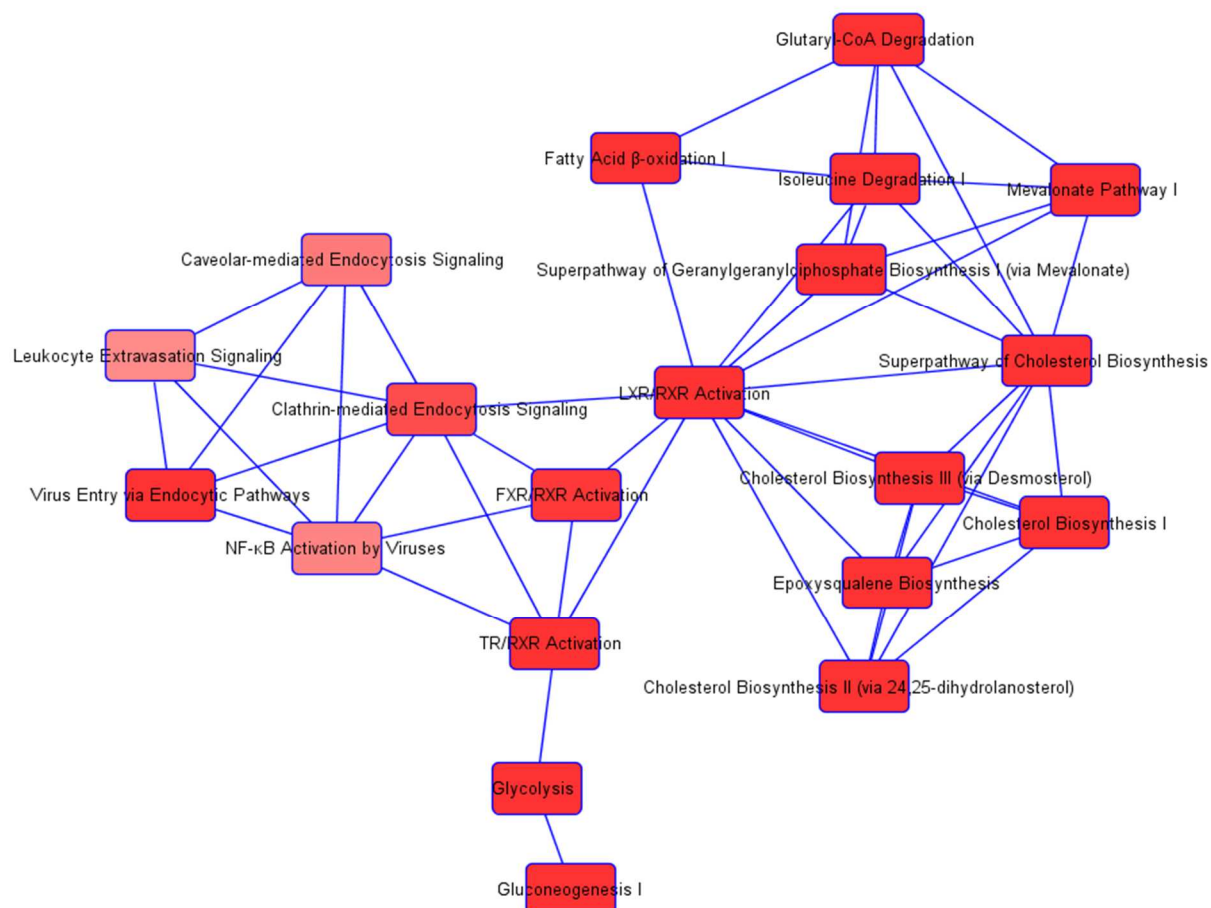 Glutaryl-CoA Degradation
Fatty Acid β-oxidation I
Isoleucine Degradation I
Mevalonate Pathway I
Caveolar-mediated Endocytosis Signaling
Superpathway of Geranylgeranyldiphosphate Biosynthesis I (via Mevalonate)
Leukocyte Extravasation Signaling
Superpathway of Cholesterol Biosynthesis
LXR/RXR Activation
Clathrin-mediated Endocytosis Signaling
Cholesterol Biosynthesis III (via Desmosterol)
Virus Entry via Endocytic Pathways
FXR/RXR Activation
Cholesterol Biosynthesis I
NF-κB Activation by Viruses
Epoxysqualene Biosynthesis
TR/RXR Activation
Cholesterol Biosynthesis II (via 24,25-dihydrolanosterol)
Glycolysis
Gluconeogenesis I